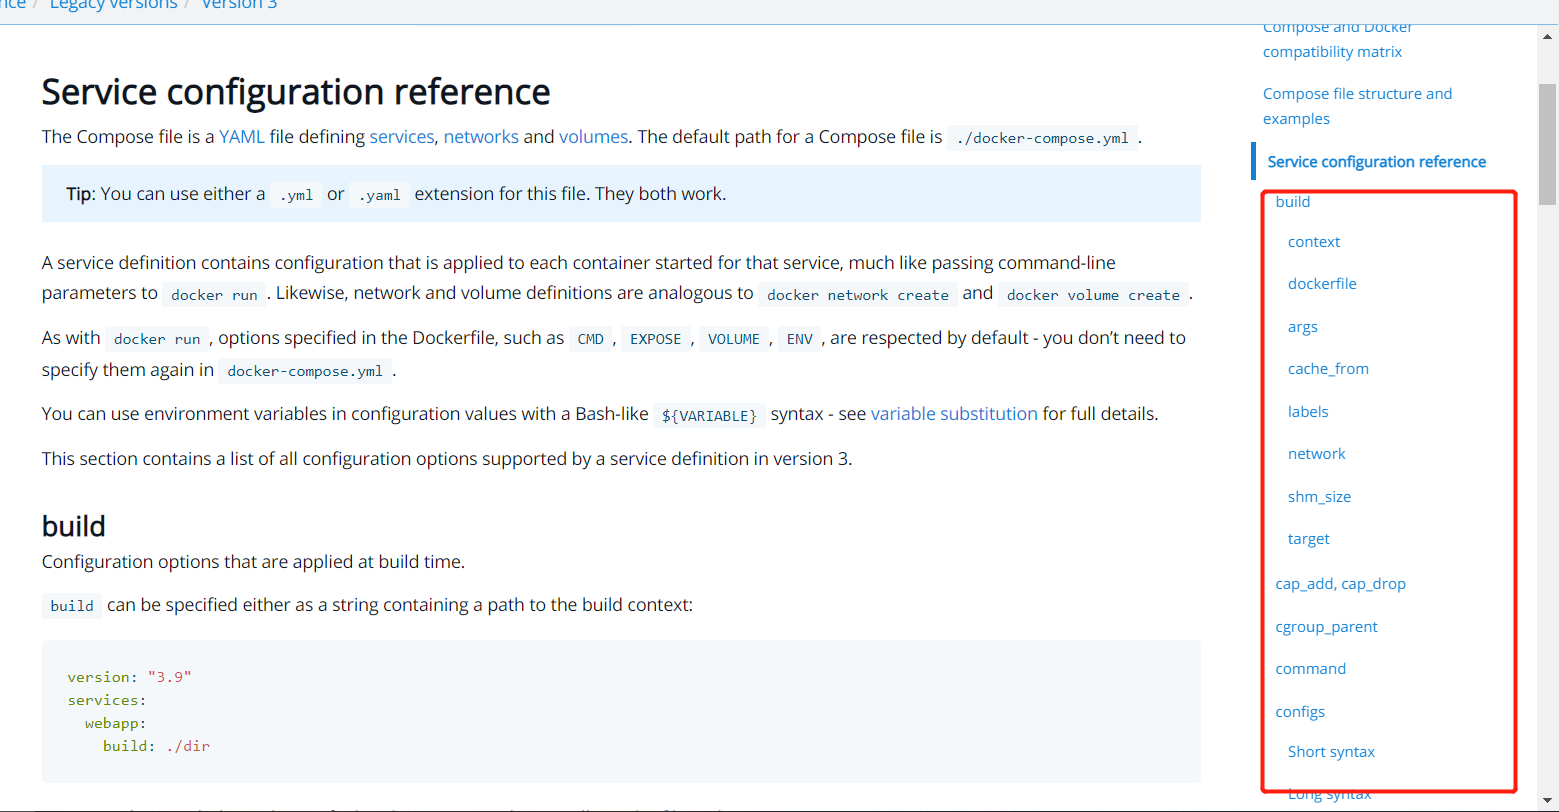 nce / Legacy versions / Version 3
Service configuration reference
The Compose file is a YAML file defining services, networks and volumes. The default path for a Compose file is ./docker-compose.yml .
Tip: You can use either a .yml or .yaml extension for this file. They both work.
A service definition contains configuration that is applied to each container started for that service, much like passing command-line
parameters to docker run . Likewise, network and volume definitions are analogous to docker network create and docker volume create .
As with docker run , options specified in the Dockerfile, such as CMD , EXPOSE , VOLUME , ENV , are respected by default - you don’t need to
specify them again in docker-compose.yml .
You can use environment variables in configuration values with a Bash-like ${VARIABLE} syntax - see variable substitution for full details.
This section contains a list of all configuration options supported by a service definition in version 3.
build
Configuration options that are applied at build time.
build can be specified either as a string containing a path to the build context:
version: "3.9"
services:
  webapp:
    build: ./dir
Compose and Docker
compatibility matrix
Compose file structure and
examples
Service configuration reference
build
context
dockerfile
args
cache_from
labels
network
shm_size
target
cap_add, cap_drop
cgroup_parent
command
configs
Short syntax
Long syntax